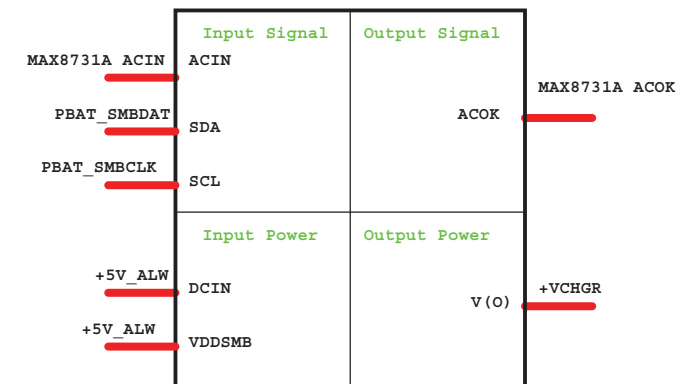 Input Signal
Output Signal
MAX8731A ACIN
ACIN
MAX8731A ACOK
PBAT_SMBDAT
SDA
ACOK
PBAT_SMBCLK
SCL
Input Power
Output Power
+5V_ALW
DCIN
+VCHGR
V(O)
+5V_ALW
VDDSMB